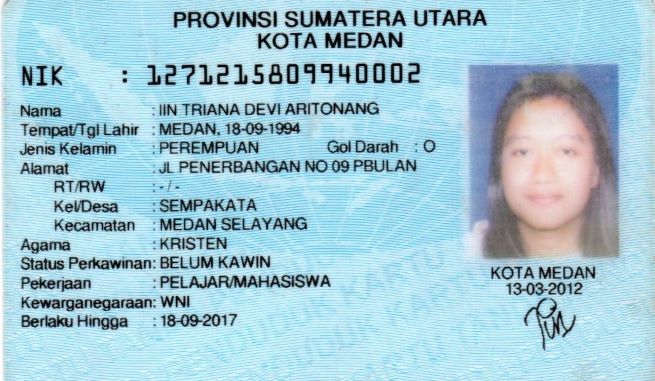 PROVINSI SUMATERA UTARA
KOTA MEDAN
NIK : 1271215809940002
Nama : IIN TRIANA DEVI ARITONANG
Tempat/Tgl Lahir : MEDAN, 18-09-1994
Jenis Kelamin : PEREMPUAN Gol Darah : O
Alamat : JL PENERBANGAN NO 09 PBULAN
RT/RW : - / -
Kel/Desa : SEMPAKATA
Kecamatan : MEDAN SELAYANG
Agama : KRISTEN
Status Perkawinan: BELUM KAWIN
Pekerjaan : PELAJAR/MAHASISWA
Kewarganegaraan: WNI
Berlaku Hingga : 18-09-2017
KOTA MEDAN
13-03-2012